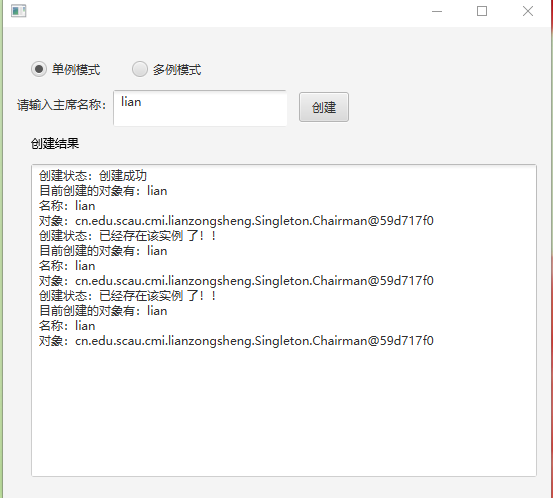 单例模式 多例模式
请输入主席名称： lian 创建
创建结果
创建状态：创建成功
目前创建的对象有：lian
名称：lian
对象：cn.edu.scau.cmi.lianzongsheng.Singleton.Chairman@59d717f0
创建状态：已经存在该实例 了！！
目前创建的对象有：lian
名称：lian
对象：cn.edu.scau.cmi.lianzongsheng.Singleton.Chairman@59d717f0
创建状态：已经存在该实例 了！！
目前创建的对象有：lian
名称：lian
对象：cn.edu.scau.cmi.lianzongsheng.Singleton.Chairman@59d717f0